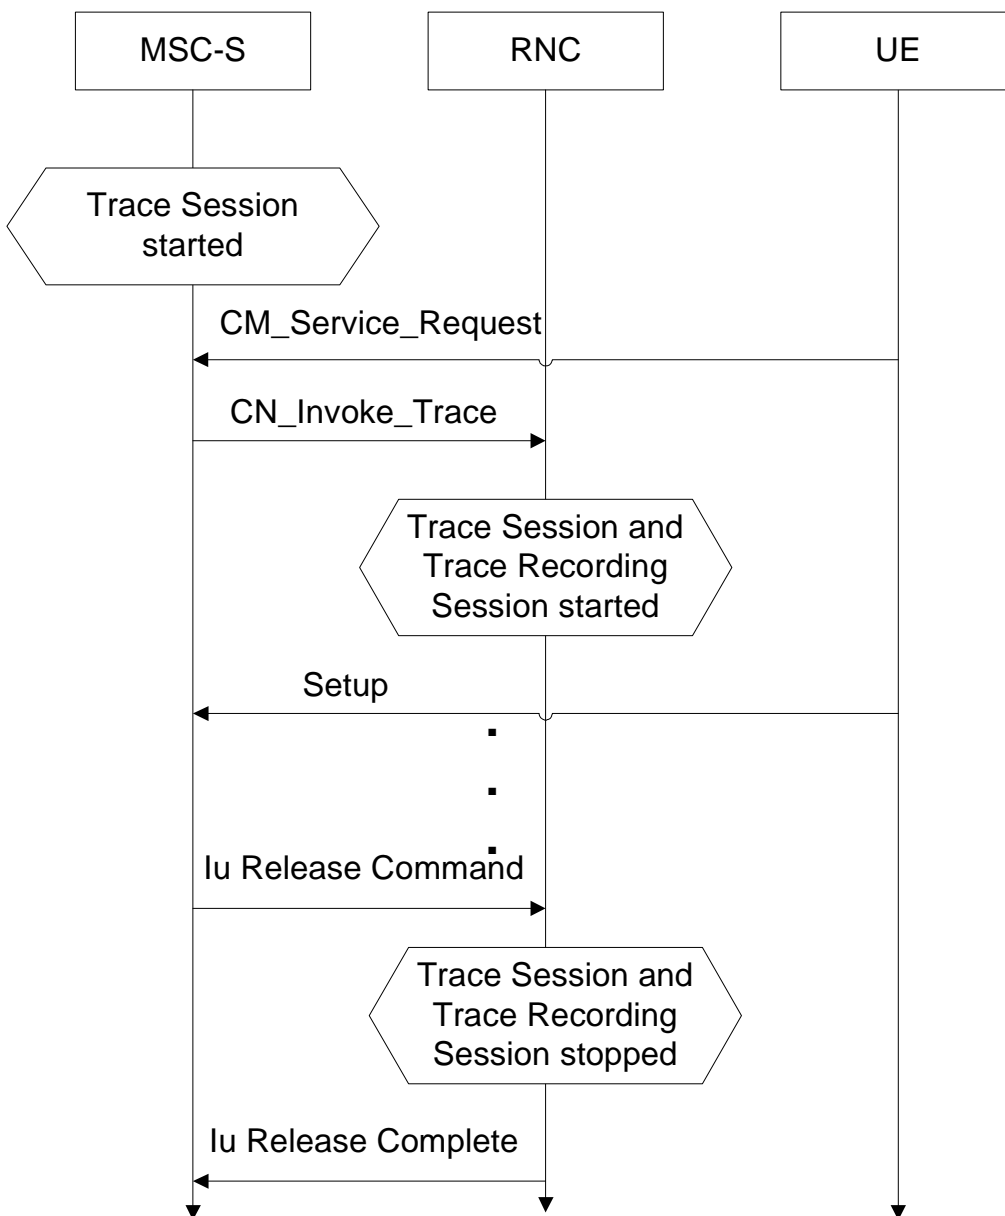 MSC-S
RNC
UE
Trace Session
started
CM_Service_Request
CN_Invoke_Trace
Trace Session and
Trace Recording
Session started
Setup
Iu Release Command
Trace Session and
Trace Recording
Session stopped
Iu Release Complete